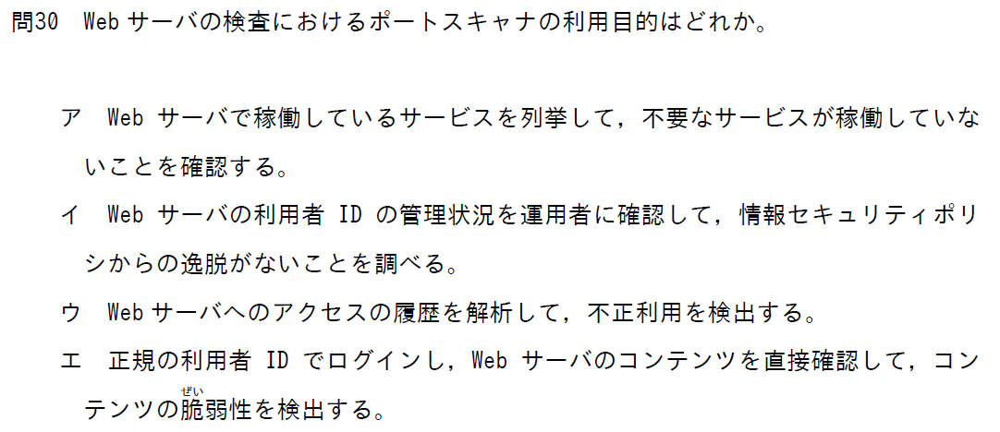 問30　Webサーバの検査におけるポートスキャナの利用目的はどれか。
ア　Web サーバで稼働しているサービスを列挙して，不要なサービスが稼働していな
いことを確認する。
イ　Web サーバの利用者 ID の管理状況を運用者に確認して，情報セキュリティポリ
シからの逸脱がないことを調べる。
ウ　Webサーバへのアクセスの履歴を解析して，不正利用を検出する。
エ　正規の利用者 ID でログインし，Web サーバのコンテンツを直接確認して，コン
ぜい
テンツの脆弱性を検出する。